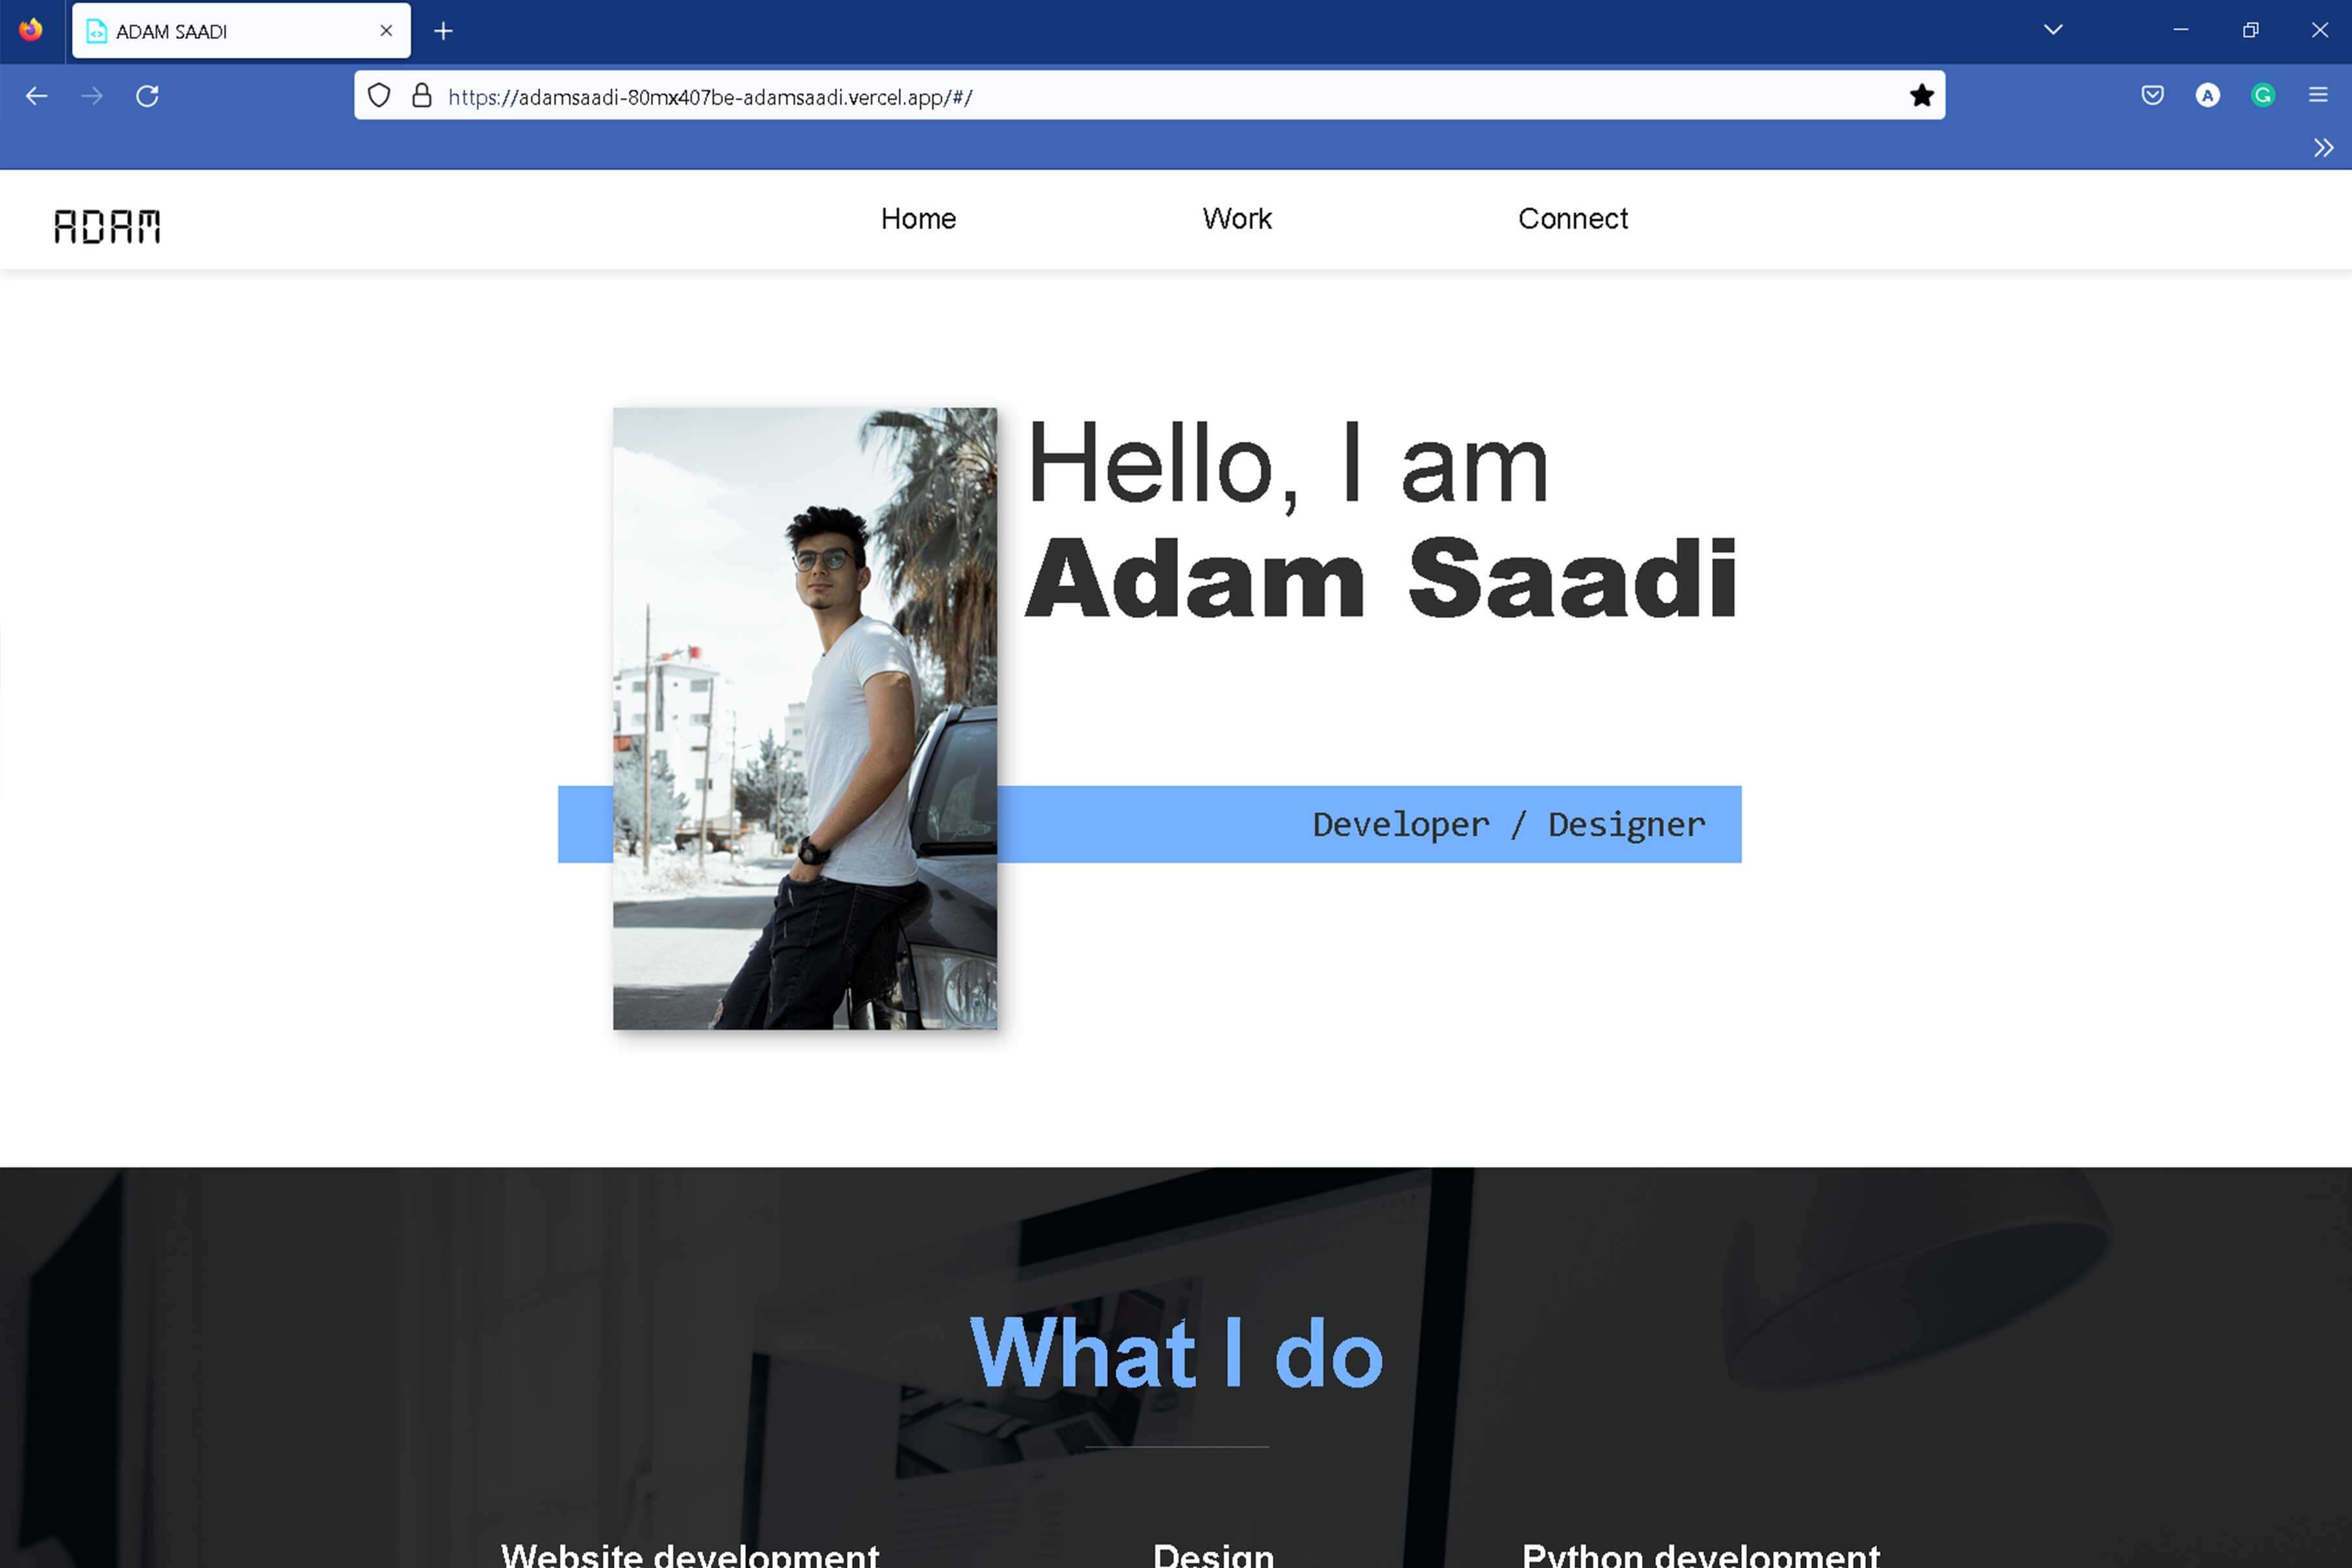 ADAM SAADI
https://adamsaadi-80mx407be-adamsaadi.vercel.app/#/
A
G
ADAM
Home
Work
Connect
Hello, I am
Adam Saadi
Developer / Designer
What I do
Website development
Design
Python development